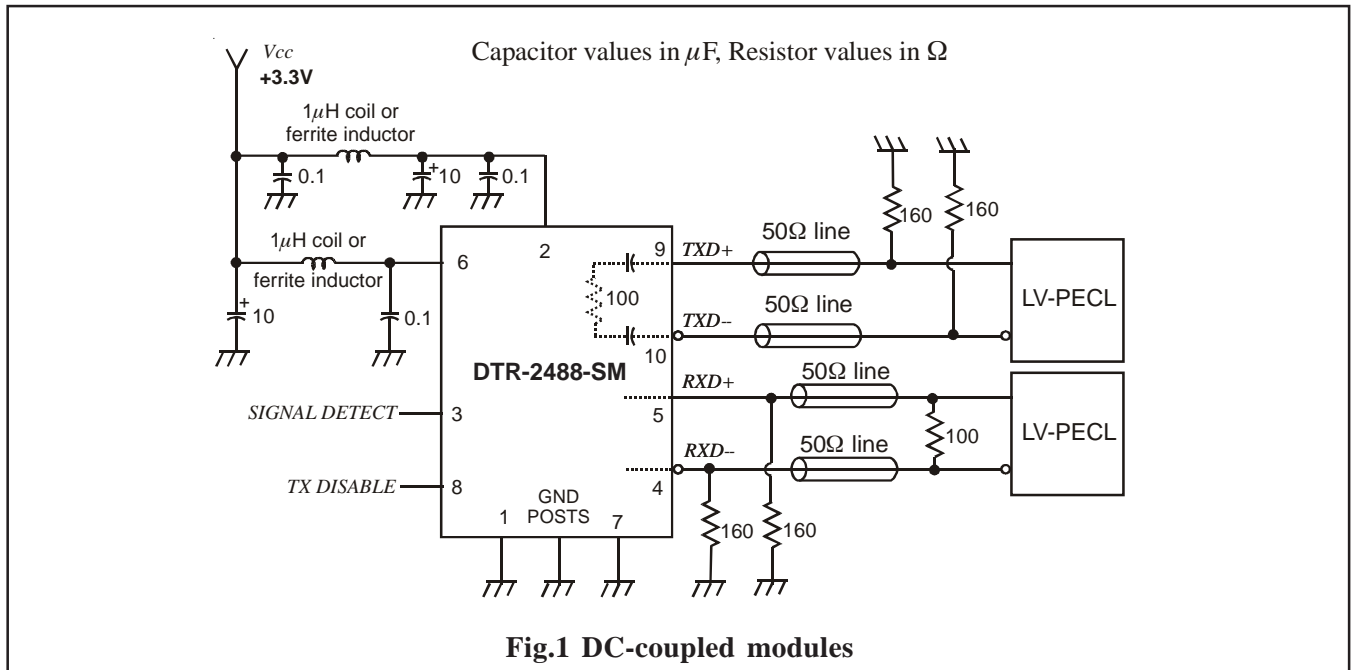 Capacitor values in µF, Resistor values in Ω
Vcc
+3.3V
1µH coil or
ferrite inductor
0.1
+
10
0.1
1µH coil or
ferrite inductor
+
10
0.1
6
2
9
100
10
DTR-2488-SM
5
4
3
8
SIGNAL DETECT
TX DISABLE
GND
POSTS
1
7
TXD+
TXD--
RXD+
RXD--
50Ω line
50Ω line
50Ω line
50Ω line
160
160
100
160
160
LV-PECL
LV-PECL
Fig.1 DC-coupled modules